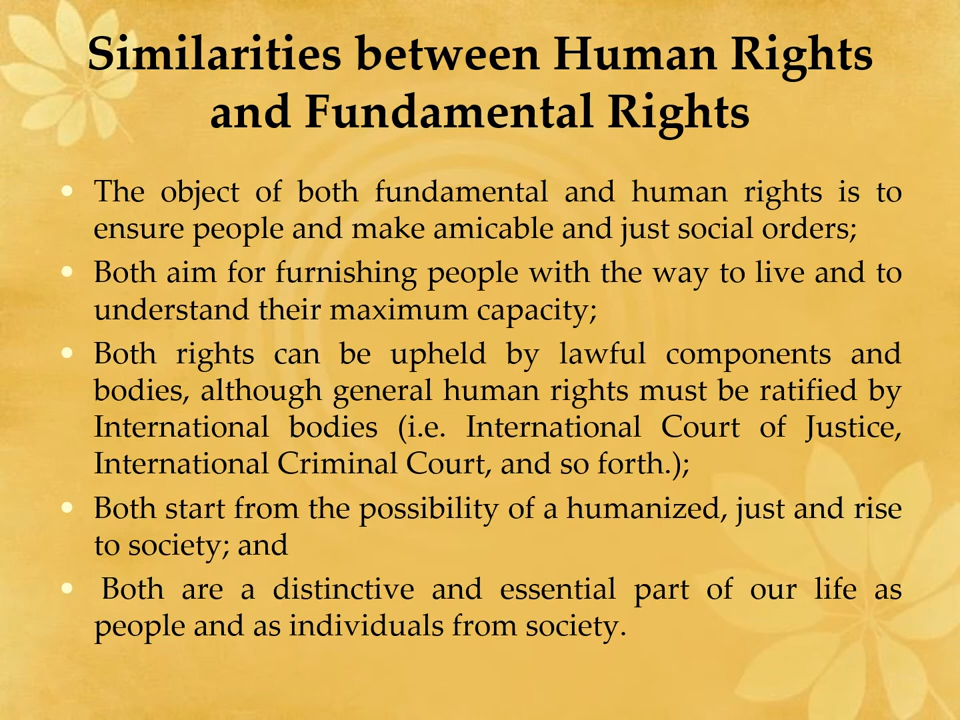 Similarities between Human Rights
and Fundamental Rights
• The object of both fundamental and human rights is to
ensure people and make amicable and just social orders;
• Both aim for furnishing people with the way to live and to
understand their maximum capacity;
• Both rights can be upheld by lawful components and
bodies, although general human rights must be ratified by
International bodies (i.e. International Court of Justice,
International Criminal Court, and so forth.);
• Both start from the possibility of a humanized, just and rise
to society; and
• Both are a distinctive and essential part of our life as
people and as individuals from society.